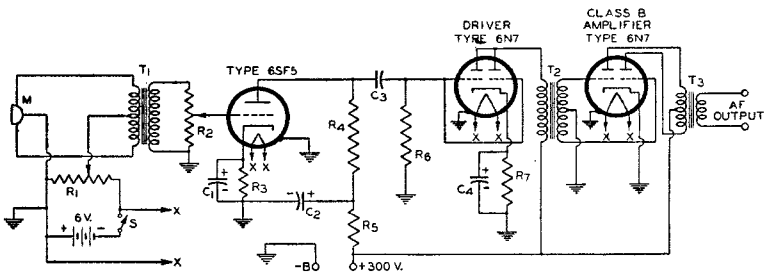 DRIVER
TYPE 6N7
CLASS B
AMPLIFIER
TYPE 6N7
T1
TYPE 6SF5
T2
T3
M
C3
AF
OUTPUT
R2
R4
R6
X X
X X
X X
R1
C1
+
R3
- +
C2
C4
+
R7
S
X
6 V.
+ -
R5
X
-B
+300 V.